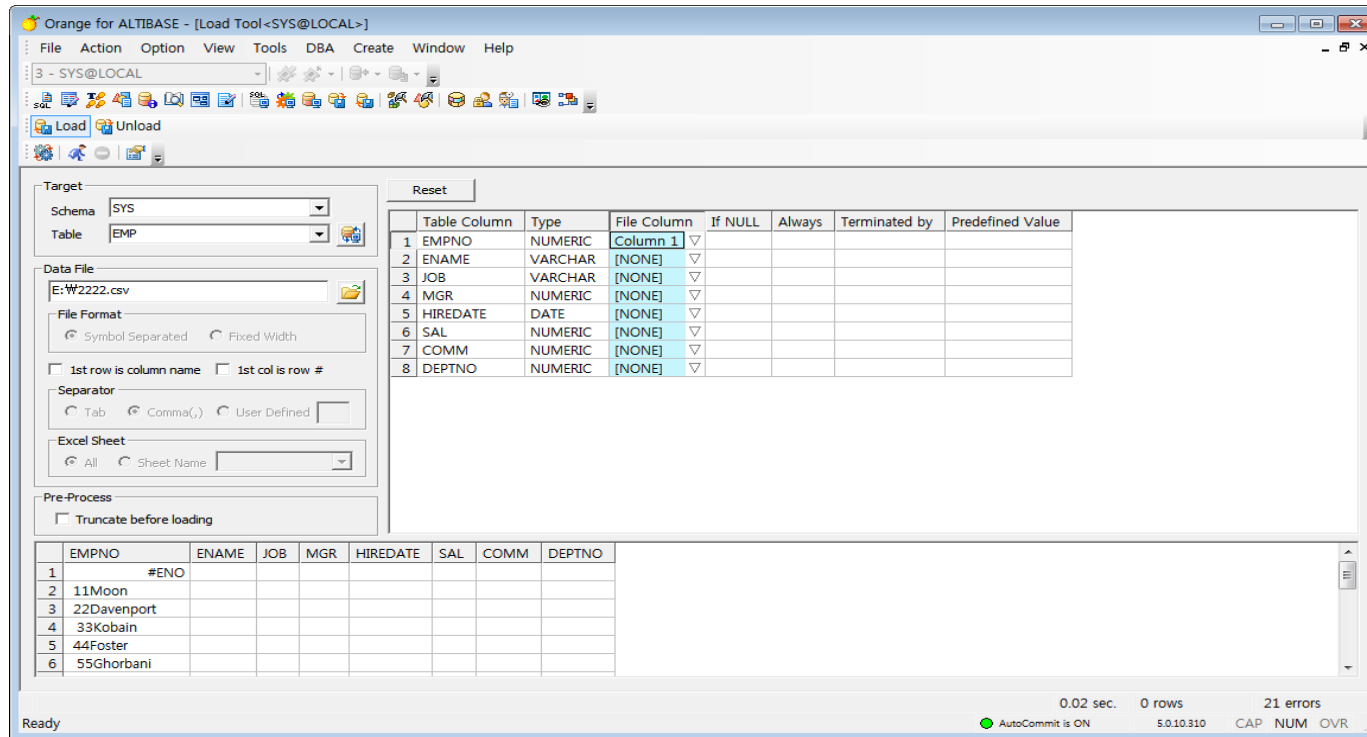 Orange for ALTIBASE - [Load Tool<SYS@LOCAL>]
File Action Option View Tools DBA Create Window Help
3 - SYS@LOCAL
Load Unload
Target
Schema SYS
Table EMP
Data File
E:₩2222.csv
File Format
Symbol Separated Fixed Width
1st row is column name 1st col is row #
Separator
Tab Comma(,) User Defined
Excel Sheet
All Sheet Name
Pre-Process
Truncate before loading
Reset
Table Column Type File Column If NULL Always Terminated by Predefined Value
1 EMPNO NUMERIC Column 1
2 ENAME VARCHAR [NONE]
3 JOB VARCHAR [NONE]
4 MGR NUMERIC [NONE]
5 HIREDATE DATE [NONE]
6 SAL NUMERIC [NONE]
7 COMM NUMERIC [NONE]
8 DEPTNO NUMERIC [NONE]
EMPNO ENAME JOB MGR HIREDATE SAL COMM DEPTNO
1 #ENO
2 11Moon
3 22Davenport
4 33Kobain
5 44Foster
6 55Ghorbani
0.02 sec. 0 rows 21 errors
Ready AutoCommit is ON 5.0.10.310 CAP NUM OVR